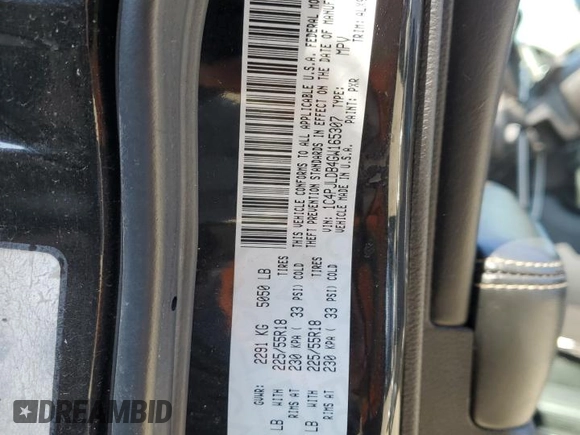 GVWR: 2291 KG 5050 LB
LB WITH 225/55R18 TIRES
RIMS AT 230 KPA ( 33 PSI) COLD
LB WITH 225/55R18 TIRES
RIMS AT 230 KPA ( 33 PSI) COLD
THIS VEHICLE CONFORMS TO ALL APPLICABLE U.S.A. FEDERAL MO
THEFT PREVENTION STANDARDS IN EFFECT ON THE DATE OF MANUF
VIN: 1C4PJLDB4GW165307 TYPE: MPV
VEHICLE MADE IN U.S.A. PAINT: PXR TRIM:
DREAMBID